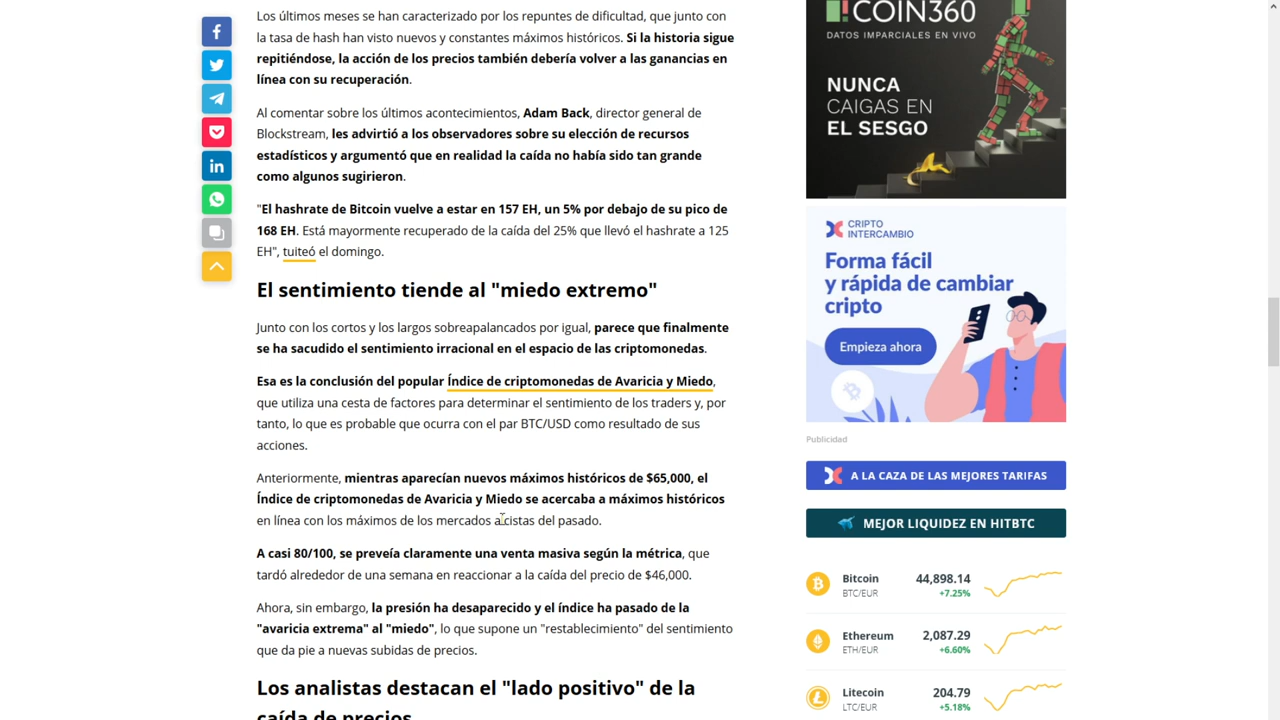 Los últimos meses se han caracterizado por los repuntes de dificultad, que junto con
la tasa de hash han visto nuevos y constantes máximos históricos. Si la historia sigue
repitiéndose, la acción de los precios también debería volver a las ganancias en
línea con su recuperación.
Al comentar sobre los últimos acontecimientos, Adam Back, director general de
Blockstream, les advirtió a los observadores sobre su elección de recursos
estadísticos y argumentó que en realidad la caída no había sido tan grande
como algunos sugirieron.
"El hashrate de Bitcoin vuelve a estar en 157 EH, un 5% por debajo de su pico de
168 EH. Está mayormente recuperado de la caída del 25% que llevó el hashrate a 125
EH", tuiteó el domingo.
El sentimiento tiende al "miedo extremo"
Junto con los cortos y los largos sobreapalancados por igual, parece que finalmente
se ha sacudido el sentimiento irracional en el espacio de las criptomonedas.
Esa es la conclusión del popular Índice de criptomonedas de Avaricia y Miedo,
que utiliza una cesta de factores para determinar el sentimiento de los traders y, por
tanto, lo que es probable que ocurra con el par BTC/USD como resultado de sus
acciones.
Anteriormente, mientras aparecían nuevos máximos históricos de $65,000, el
Índice de criptomonedas de Avaricia y Miedo se acercaba a máximos históricos
en línea con los máximos de los mercados alcistas del pasado.
A casi 80/100, se preveía claramente una venta masiva según la métrica, que
tardó alrededor de una semana en reaccionar a la caída del precio de $46,000.
Ahora, sin embargo, la presión ha desaparecido y el índice ha pasado de la
"avaricia extrema" al "miedo", lo que supone un "restablecimiento" del sentimiento
que da pie a nuevas subidas de precios.
Los analistas destacan el "lado positivo" de la
caída de precios
COIN360
DATOS IMPARCIALES EN VIVO
NUNCA
CAIGAS EN
EL SESGO
CRIPTO
INTERCAMBIO
Forma fácil
y rápida de cambiar
cripto
Empieza ahora
Publicidad
A LA CAZA DE LAS MEJORES TARIFAS
MEJOR LIQUIDEZ EN HITBTC
Bitcoin 44,898.14
BTC/EUR +7.25%
Ethereum 2,087.29
ETH/EUR +6.60%
Litecoin 204.79
LTC/EUR +5.18%